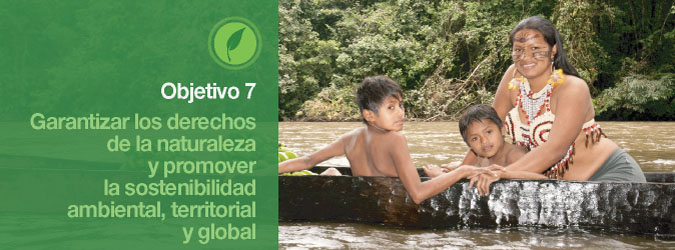 Objetivo 7
Garantizar los derechos
de la naturaleza
y promover
la sostenibilidad
ambiental, territorial
y global